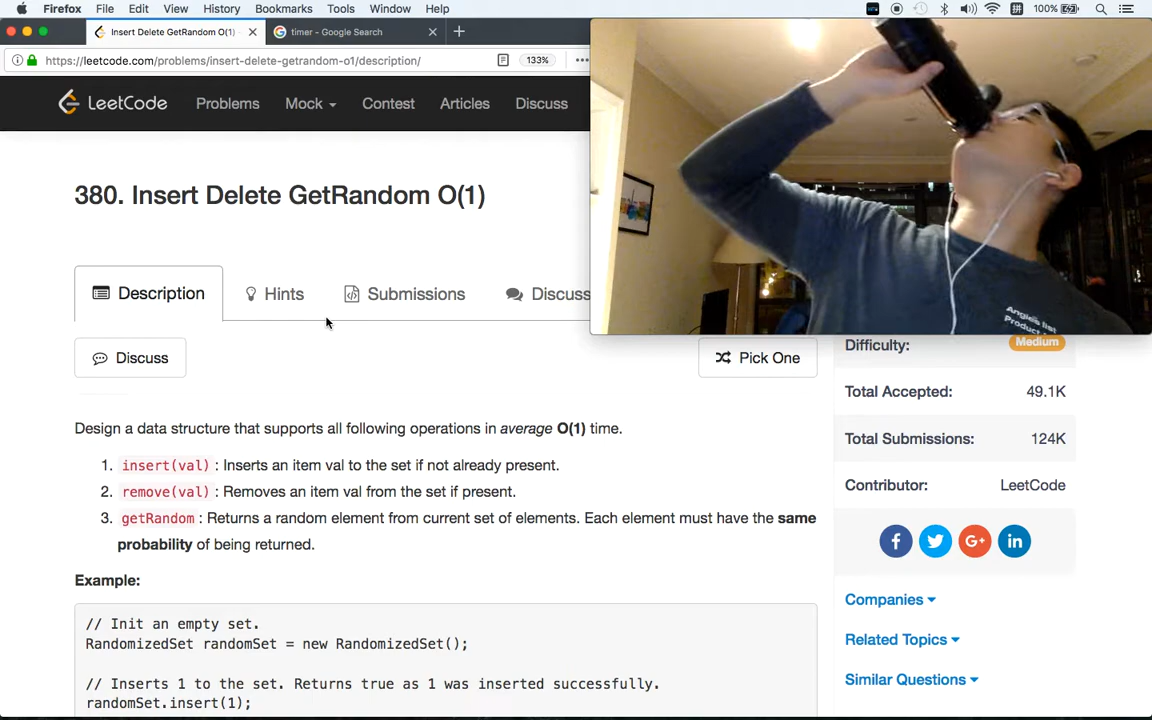 Firefox File Edit View History Bookmarks Tools Window Help 100%
Insert Delete GetRandom O(1) timer - Google Search
https://leetcode.com/problems/insert-delete-getrandom-o1/description/ 133%
LeetCode Problems Mock Contest Articles Discuss
380. Insert Delete GetRandom O(1)
Description Hints Submissions Discuss
Angie's list
Product
Discuss Pick One
Difficulty: Medium
Total Accepted: 49.1K
Total Submissions: 124K
Contributor: LeetCode
Design a data structure that supports all following operations in average O(1) time.
1. insert(val) : Inserts an item val to the set if not already present.
2. remove(val) : Removes an item val from the set if present.
3. getRandom : Returns a random element from current set of elements. Each element must have the same
probability of being returned.
Example:
// Init an empty set.
RandomizedSet randomSet = new RandomizedSet();
// Inserts 1 to the set. Returns true as 1 was inserted successfully.
randomSet.insert(1);
Companies
Related Topics
Similar Questions